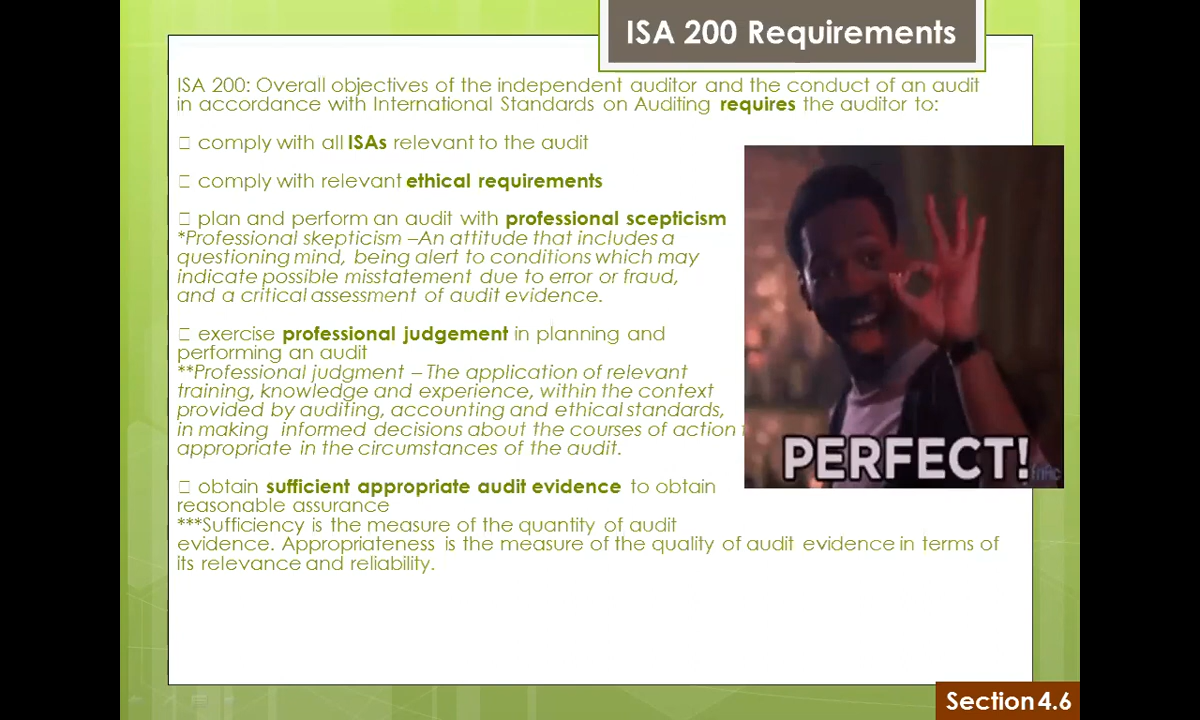 ISA 200 Requirements
ISA 200: Overall objectives of the independent auditor and the conduct of an audit
in accordance with International Standards on Auditing requires the auditor to:
comply with all ISAs relevant to the audit
comply with relevant ethical requirements
plan and perform an audit with professional scepticism
*Professional skepticism –An attitude that includes a
questioning mind, being alert to conditions which may
indicate possible misstatement due to error or fraud,
and a critical assessment of audit evidence.
exercise professional judgement in planning and
performing an audit
**Professional judgment – The application of relevant
training, knowledge and experience, within the context
provided by auditing, accounting and ethical standards,
in making informed decisions about the courses of action
appropriate in the circumstances of the audit.
PERFECT!
obtain sufficient appropriate audit evidence to obtain
reasonable assurance
***Sufficiency is the measure of the quantity of audit
evidence. Appropriateness is the measure of the quality of audit evidence in terms of
its relevance and reliability.
Section 4.6